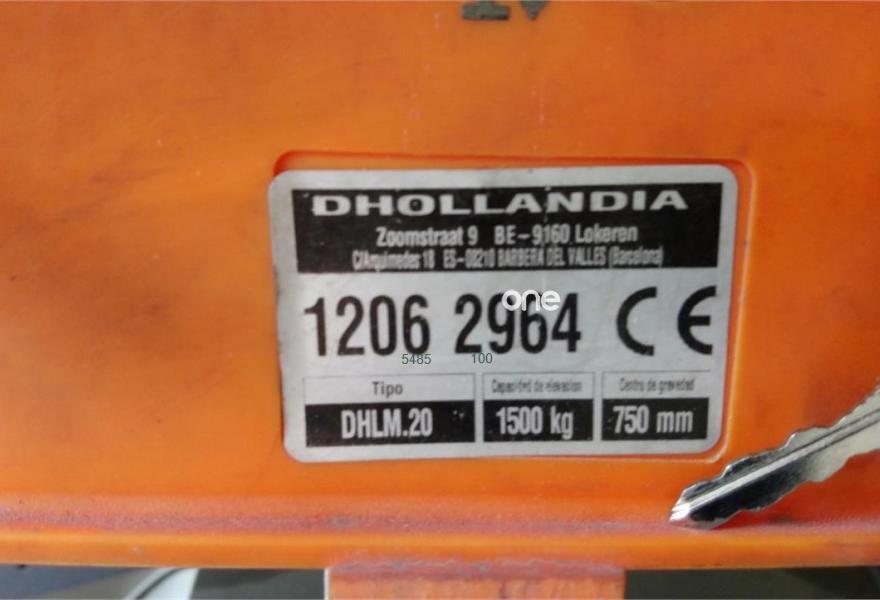 DHOLLANDIA
Zoomstraat 9 BE-9160 Lokeren
C/Arquimedes 18 ES-08210 BARBERA DEL VALLES (Barcelona)
one
1206 2964 CE
5485 100
Tipo Capacidad de elevacion Centro de gravedad
DHLM.20 1500 kg 750 mm